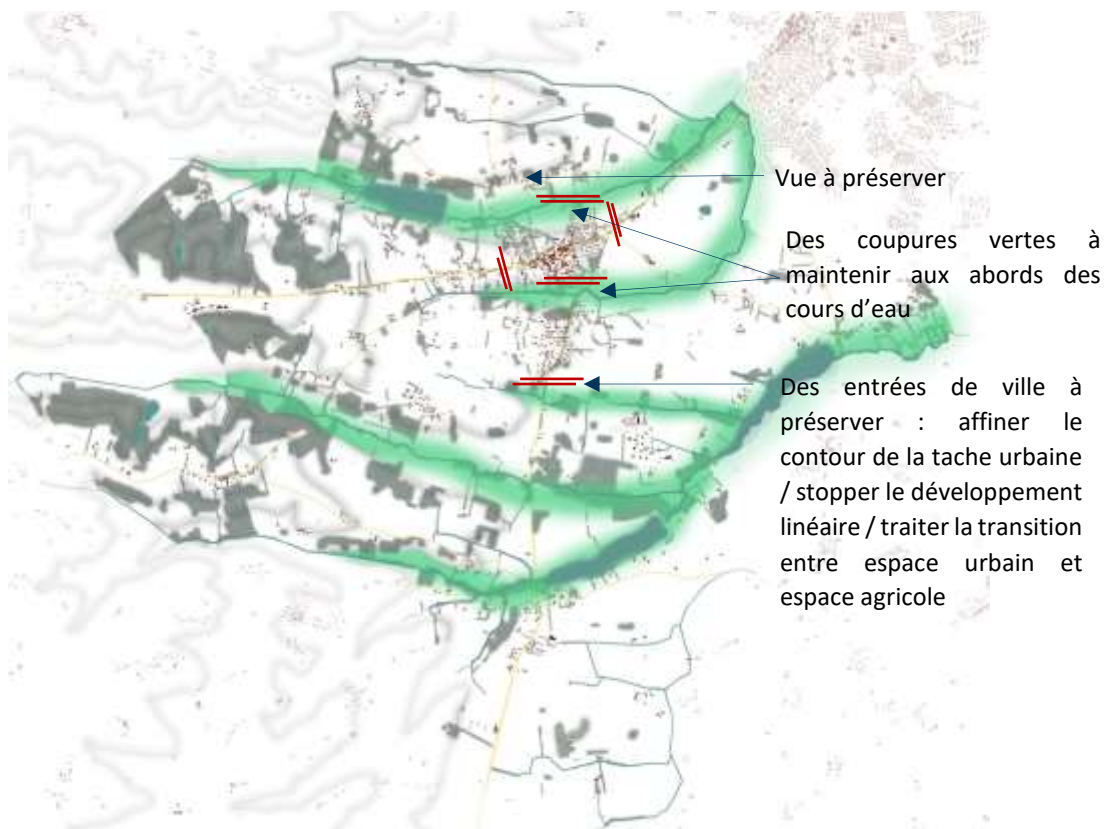 Vue à préserver
Des coupures vertes à
maintenir aux abords des
cours d’eau
Des entrées de ville à
préserver : affiner le
contour de la tache urbaine
/ stopper le développement
linéaire / traiter la transition
entre espace urbain et
espace agricole